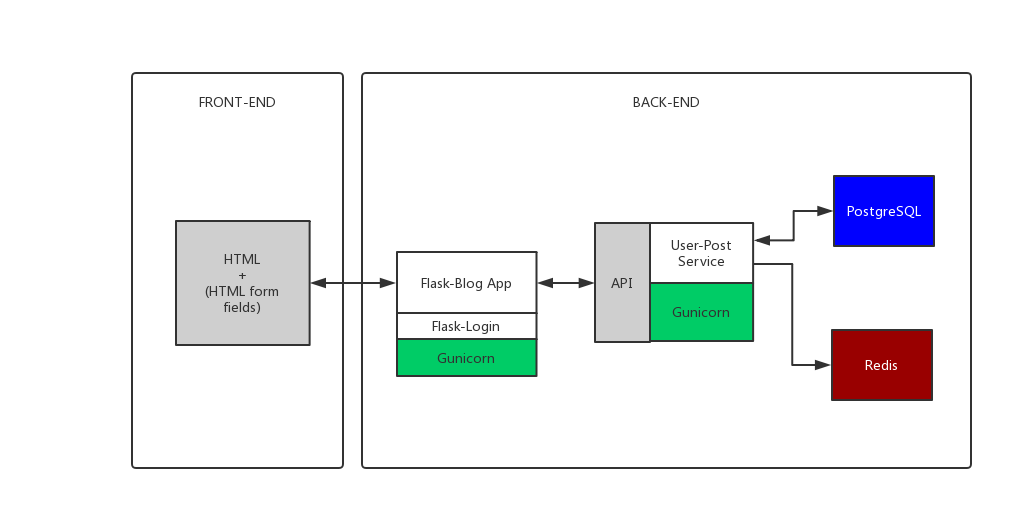 FRONT-END
BACK-END
HTML
+
(HTML form
fields)
Flask-Blog App
Flask-Login
Gunicorn
API
User-Post
Service
Gunicorn
PostgreSQL
Redis